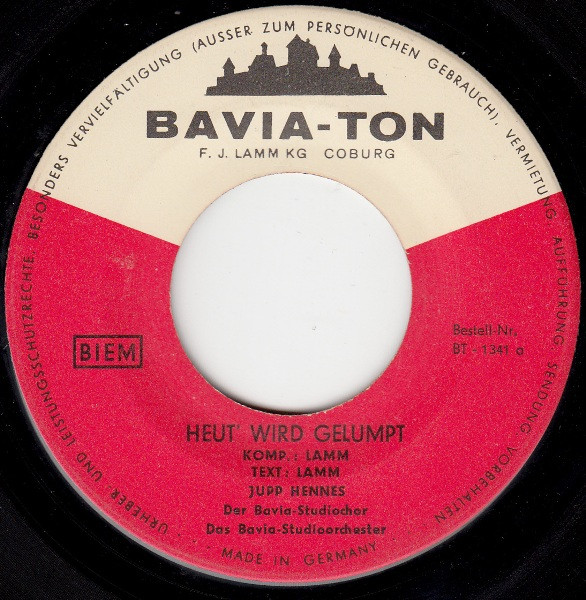 URHEBER UND LEISTUNGSSCHUTZRECHTE. BESONDERS VERVIELFÄLTIGUNG (AUSSER ZUM PERSÖNLICHEN GEBRAUCH), VERMIETUNG, AUFFÜHRUNG, SENDUNG VORBEHALTEN
BAVIA-TON
F. J. LAMM KG COBURG
BIEM
Bestell-Nr.
BT - 1341 a
HEUT' WIRD GELUMPT
KOMP.: LAMM
TEXT: LAMM
JUPP HENNES
Der Bavia-Studiochor
Das Bavia-Studioorchester
MADE IN GERMANY